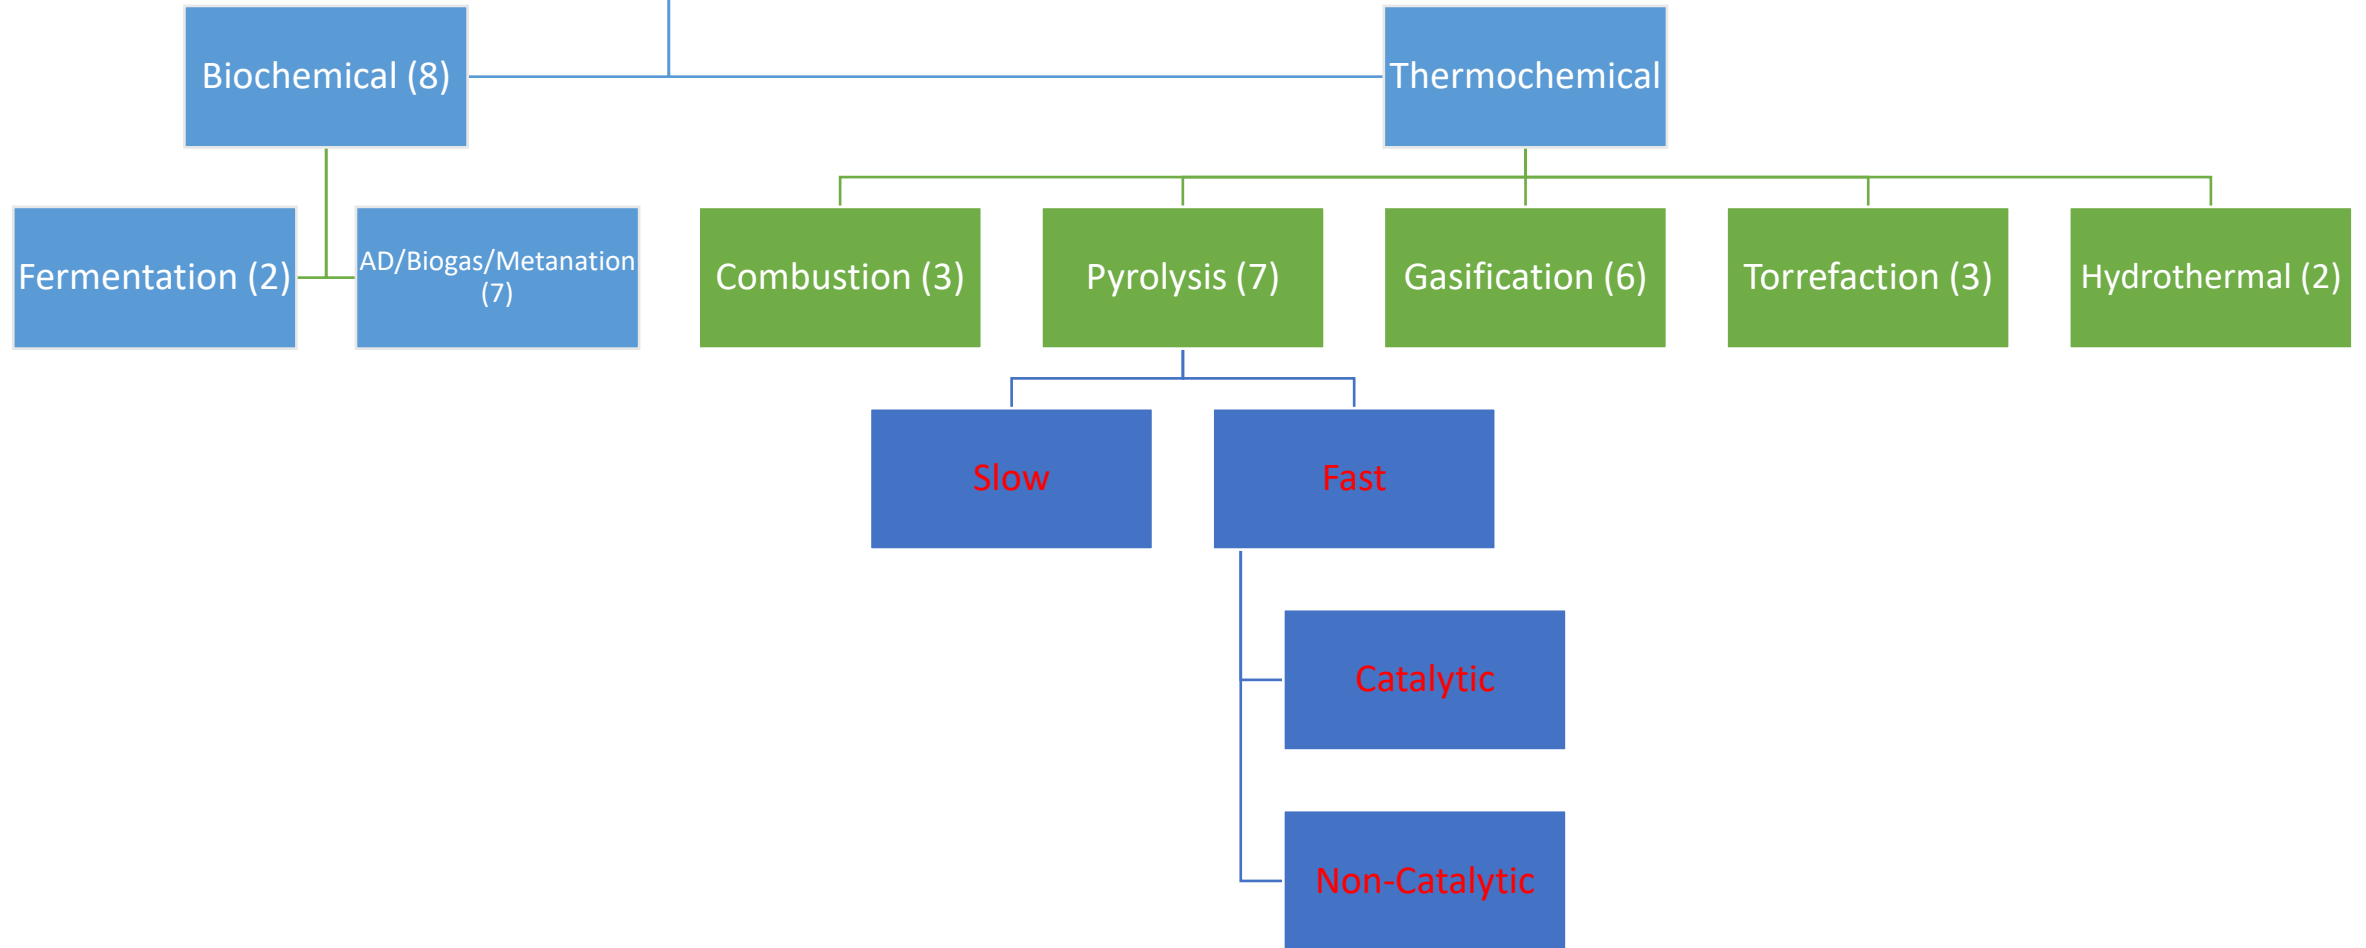 Biochemical (8)
Thermochemical
Fermentation (2)
AD/Biogas/Metanation
(7)
Combustion (3)
Pyrolysis (7)
Gasification (6)
Torrefaction (3)
Hydrothermal (2)
Slow
Fast
Catalytic
Non-Catalytic